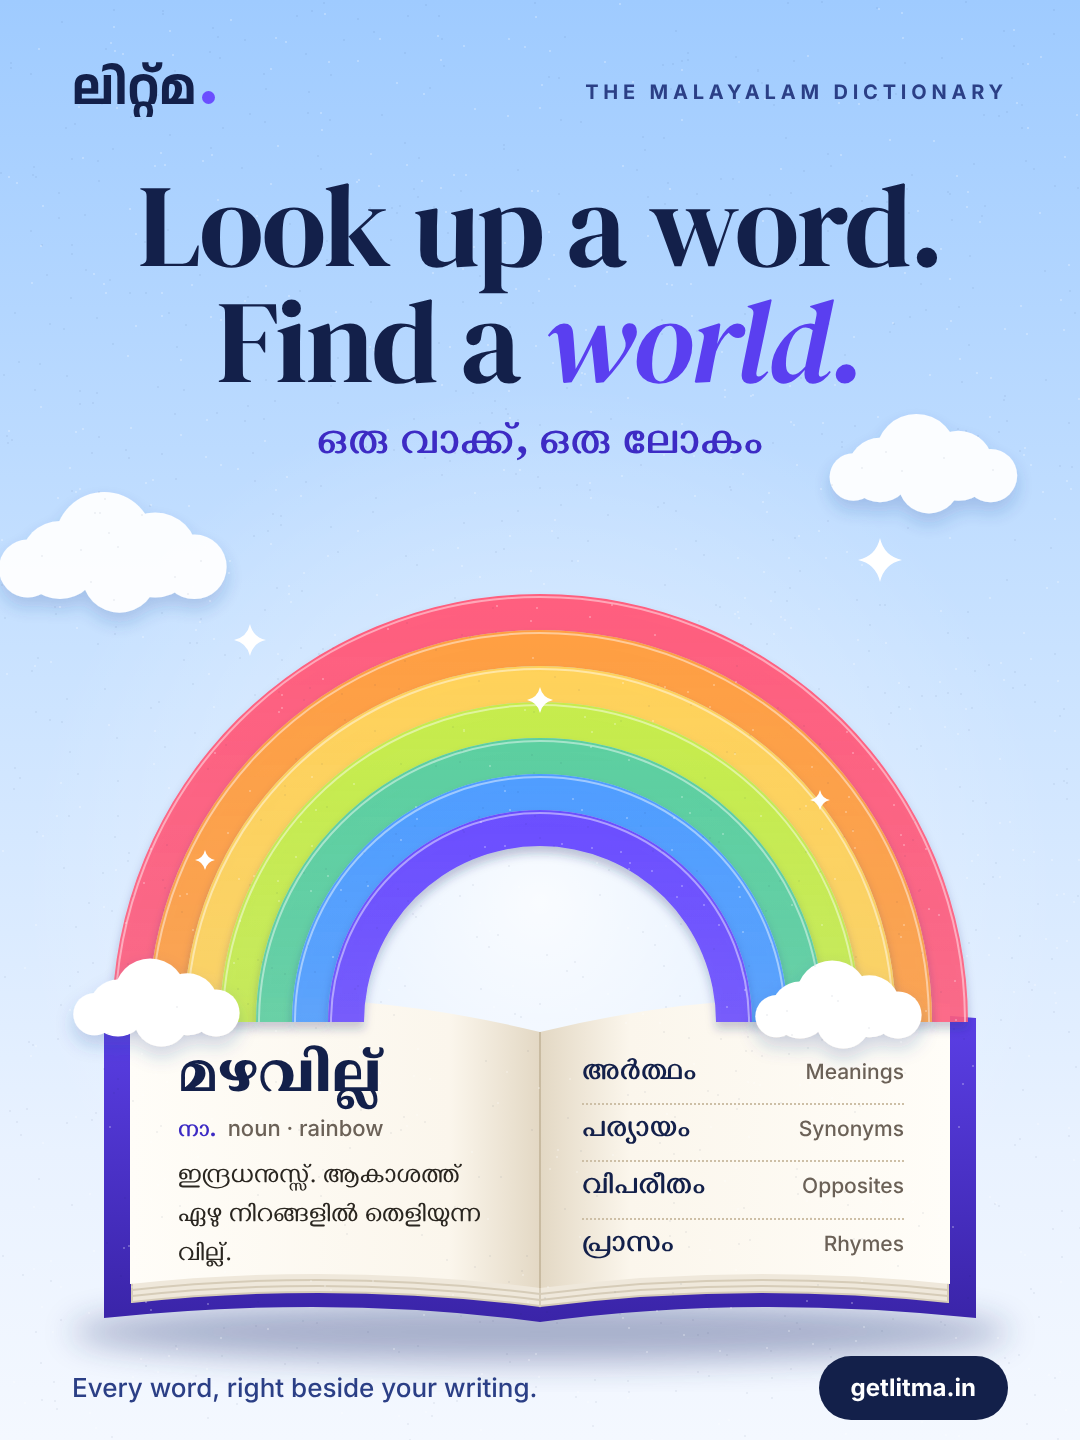 ലിറ്റ്മ.
THE MALAYALAM DICTIONARY
Look up a word.
Find a world.
ഒരു വാക്ക്, ഒരു ലോകം
മഴവില്ല്
നാ. noun · rainbow
ഇന്ദ്രധനുസ്സ്. ആകാശത്ത്
ഏഴു നിറങ്ങളിൽ തെളിയുന്ന
വില്ല്.
അർത്ഥം Meanings
പര്യായം Synonyms
വിപരീതം Opposites
പ്രാസം Rhymes
Every word, right beside your writing.
getlitma.in